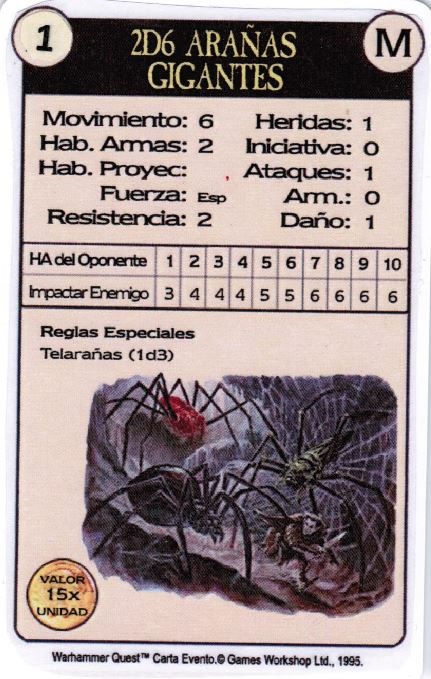 1
2D6 ARAÑAS
GIGANTES
M
Movimiento: 6 Heridas: 1
Hab. Armas: 2 Iniciativa: 0
Hab. Proyec: Ataques: 1
Fuerza: Esp Arm.: 0
Resistencia: 2 Daño: 1
HA del Oponente 1 2 3 4 5 6 7 8 9 10
Impactar Enemigo 3 4 4 4 5 5 6 6 6 6
Reglas Especiales
Telarañas (1d3)
VALOR
15x
UNIDAD
Warhammer Quest™ Carta Evento.© Games Workshop Ltd., 1995.